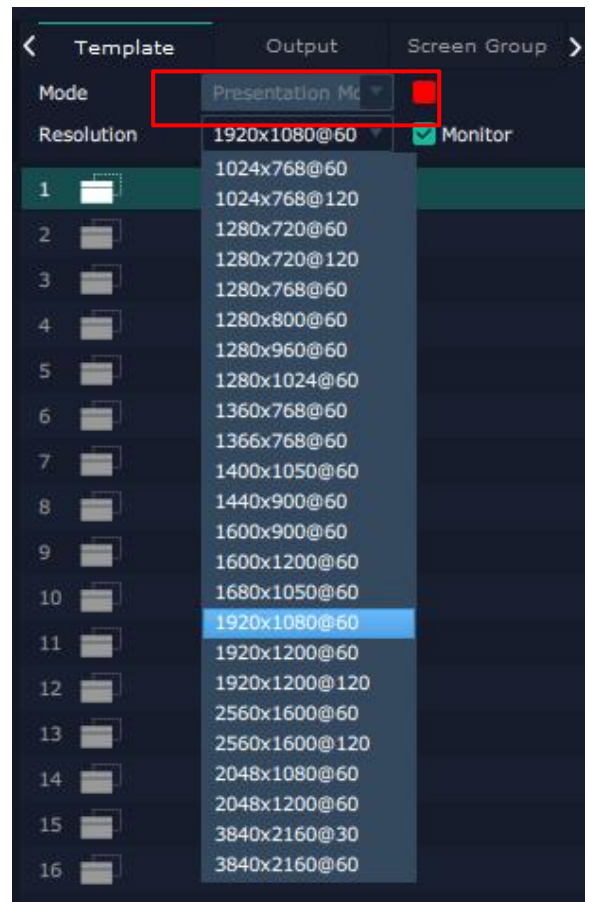 Template Output Screen Group
Mode Presentation Mo
Resolution 1920x1080@60 Monitor
1024x768@60
1
1024x768@120
2 1280x720@60
1280x720@120
3
1280x768@60
4 1280x800@60
1280x960@60
5
1280x1024@60
6 1360x768@60
1366x768@60
7
1400x1050@60
8 1440x900@60
1600x900@60
9
1600x1200@60
10 1680x1050@60
1920x1080@60
11
1920x1200@60
12 1920x1200@120
2560x1600@60
13
2560x1600@120
14 2048x1080@60
2048x1200@60
15
3840x2160@30
16 3840x2160@60